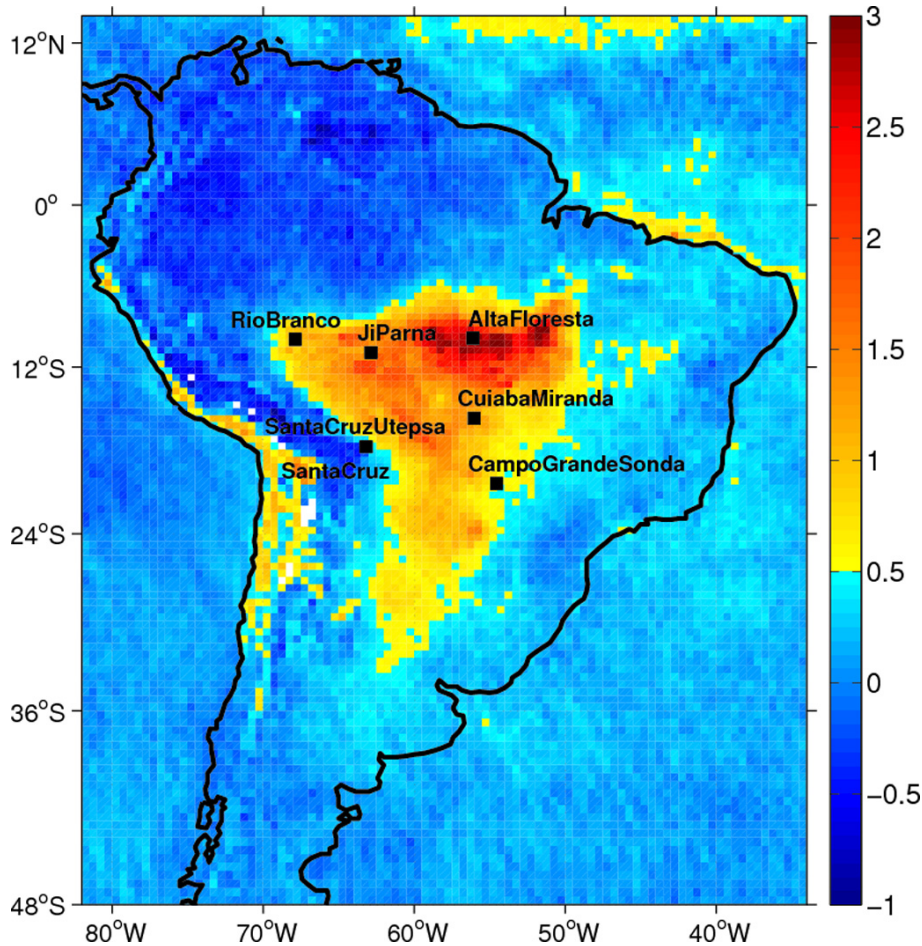 12°N
0°
12°S
24°S
36°S
48°S
RioBranco
JiParna
AltaFloresta
CuiabaMiranda
SantaCruzUtepsa
SantaCruz
CampoGrandeSonda
80°W
70°W
60°W
50°W
40°W
3
2.5
2
1.5
1
0.5
0
−0.5
−1